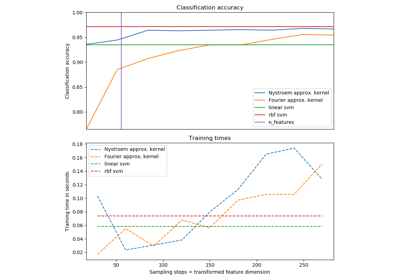 Classification accuracy
1.00
0.95
0.90
0.85
0.80
Classification accuracy
Nystroem approx. kernel
Fourier approx. kernel
linear svm
rbf svm
n_features
Training times
0.18
0.16
0.14
0.12
0.10
0.08
0.06
0.04
0.02
Training time in seconds
Nystroem approx. kernel
Fourier approx. kernel
linear svm
rbf svm
50
100
150
200
250
Sampling steps = transformed feature dimension